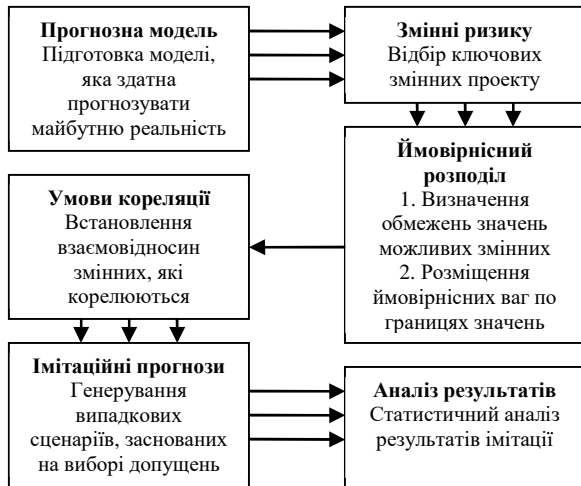 Прогнозна модель
Підготовка моделі,
яка здатна
прогнозувати
майбутню реальність
Змінні ризику
Відбір ключових
змінних проекту
Ймовірнісний
розподіл
1. Визначення
обмежень значень
можливих змінних
2. Розміщення
ймовірнісних ваг по
границях значень
Умови кореляції
Встановлення
взаємовідносин
змінних, які
корелюються
Імітаційні прогнози
Генерування
випадкових
сценаріїв, заснованих
на виборі допущень
Аналіз результатів
Статистичний аналіз
результатів імітації